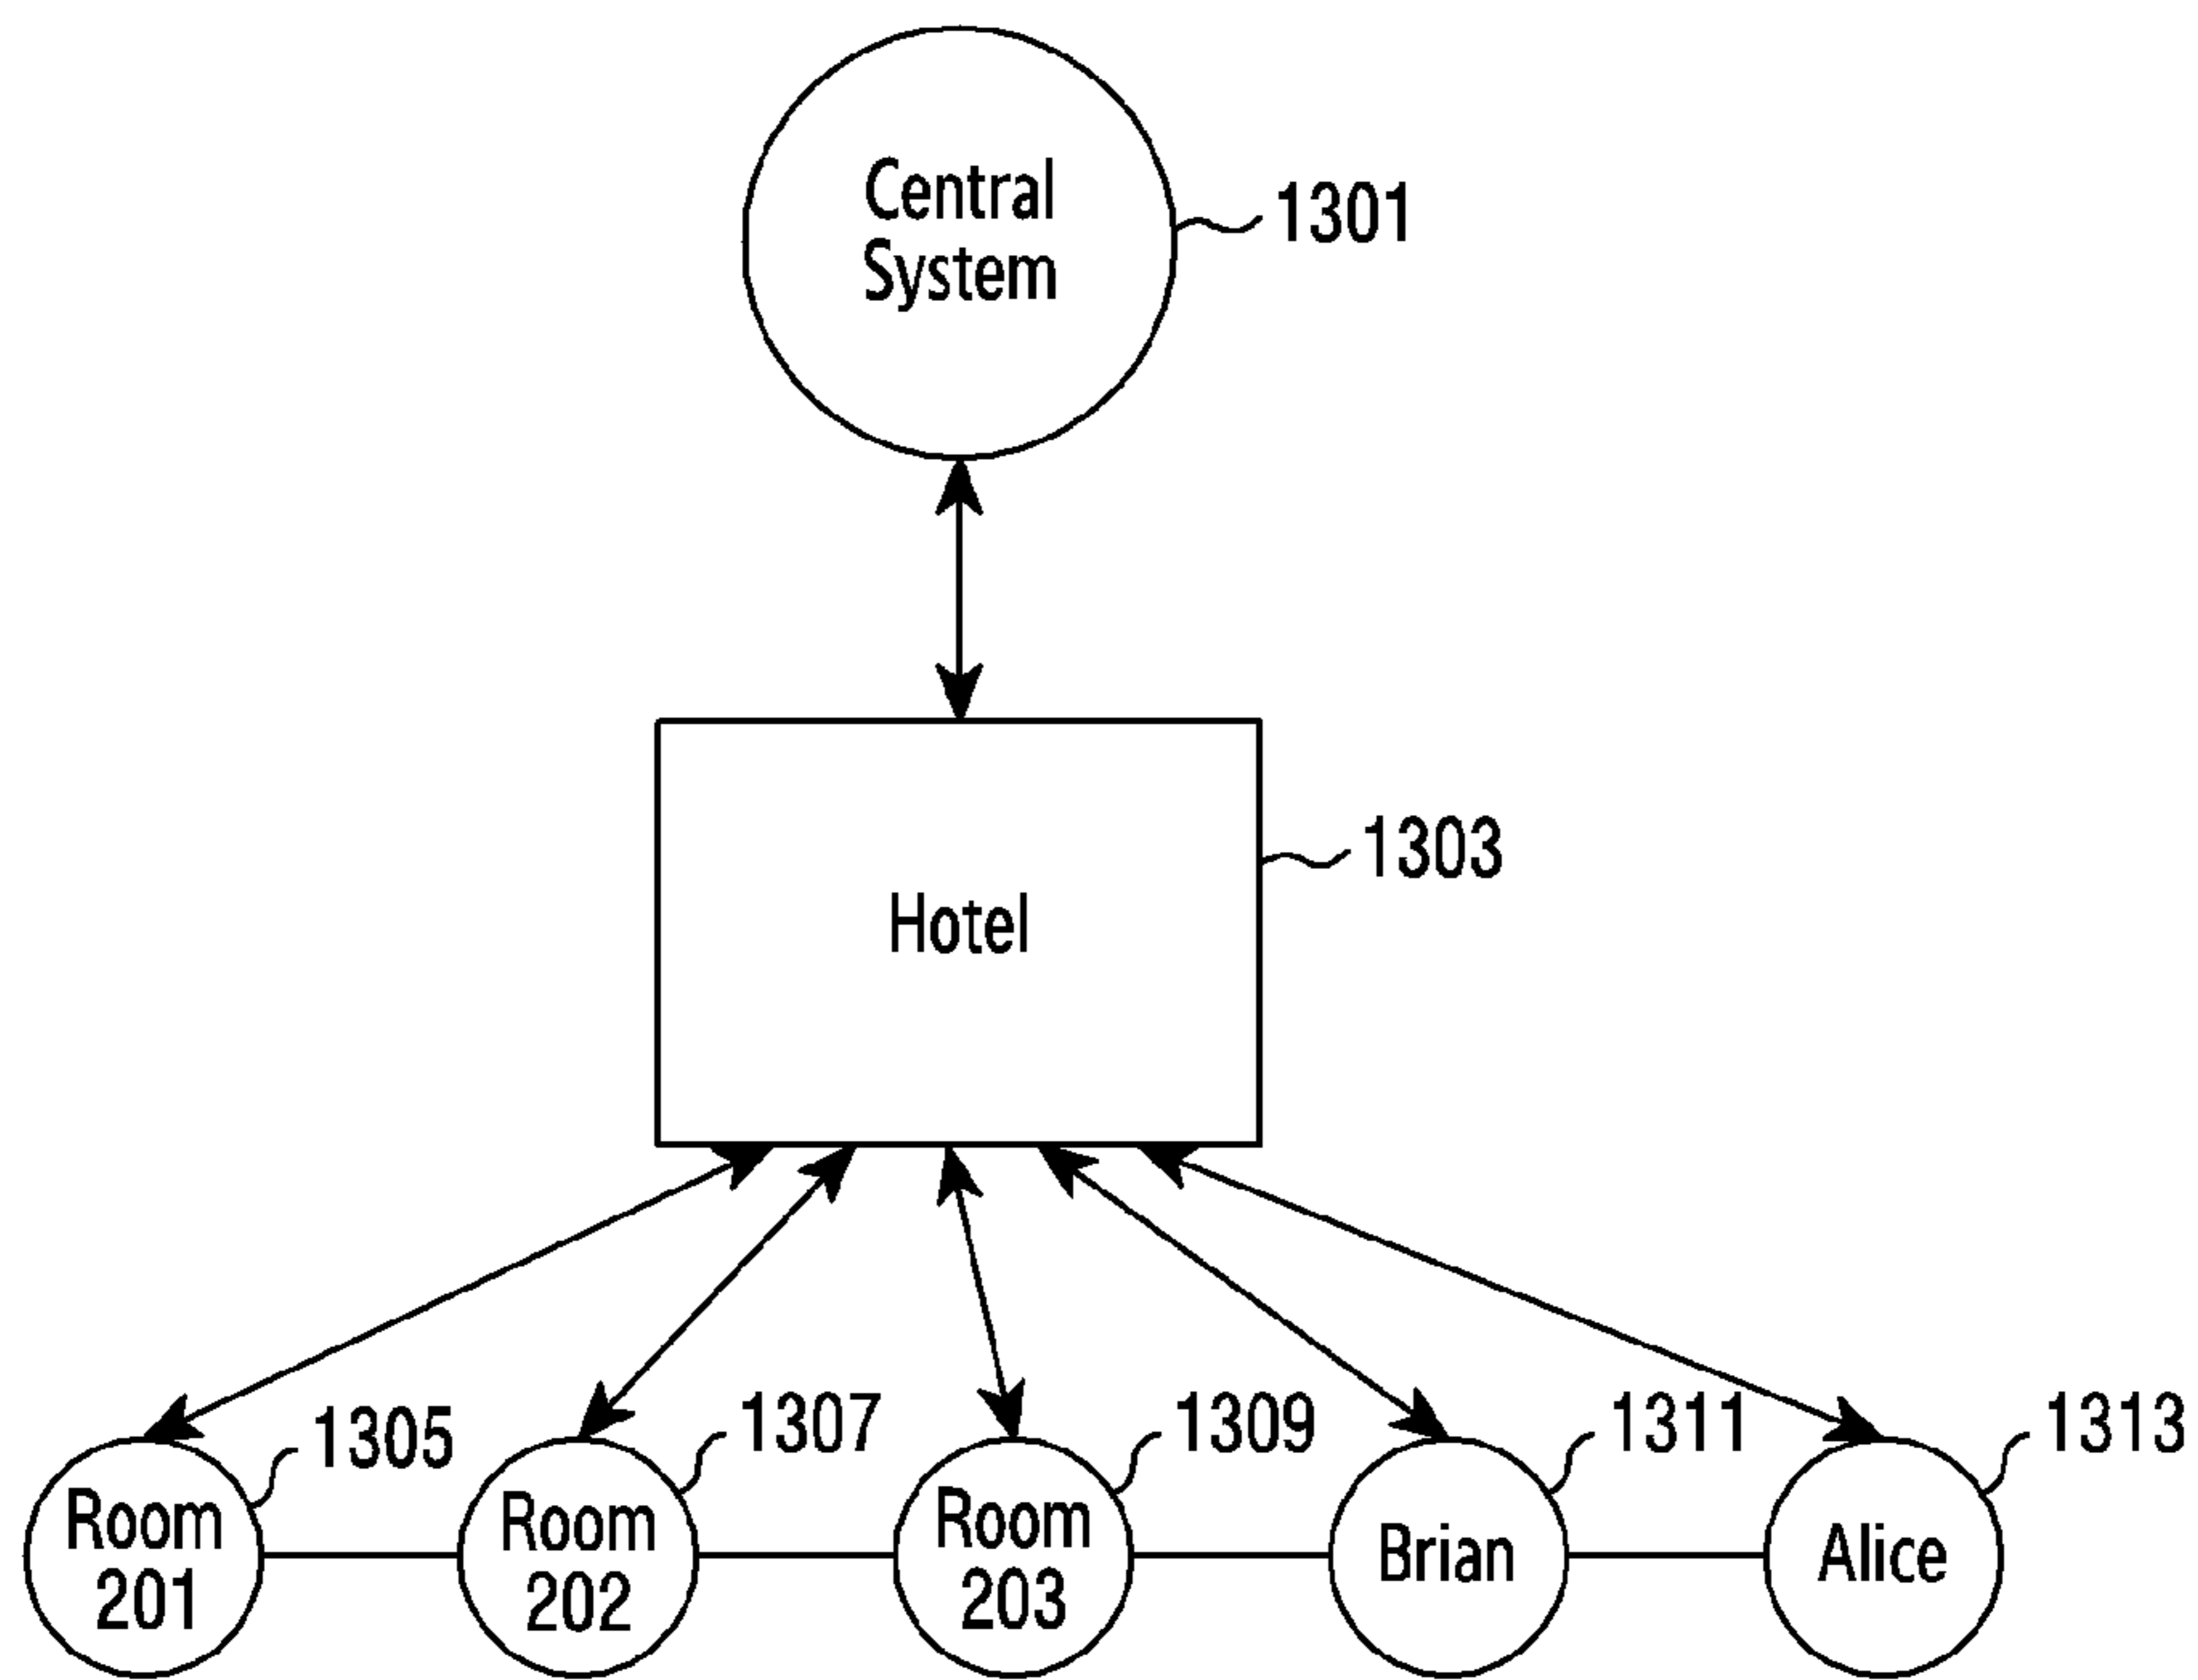 Central
System
1301
Hotel
1303
Room
201
1305
Room
202
1307
Room
203
1309
Brian
1311
Alice
1313